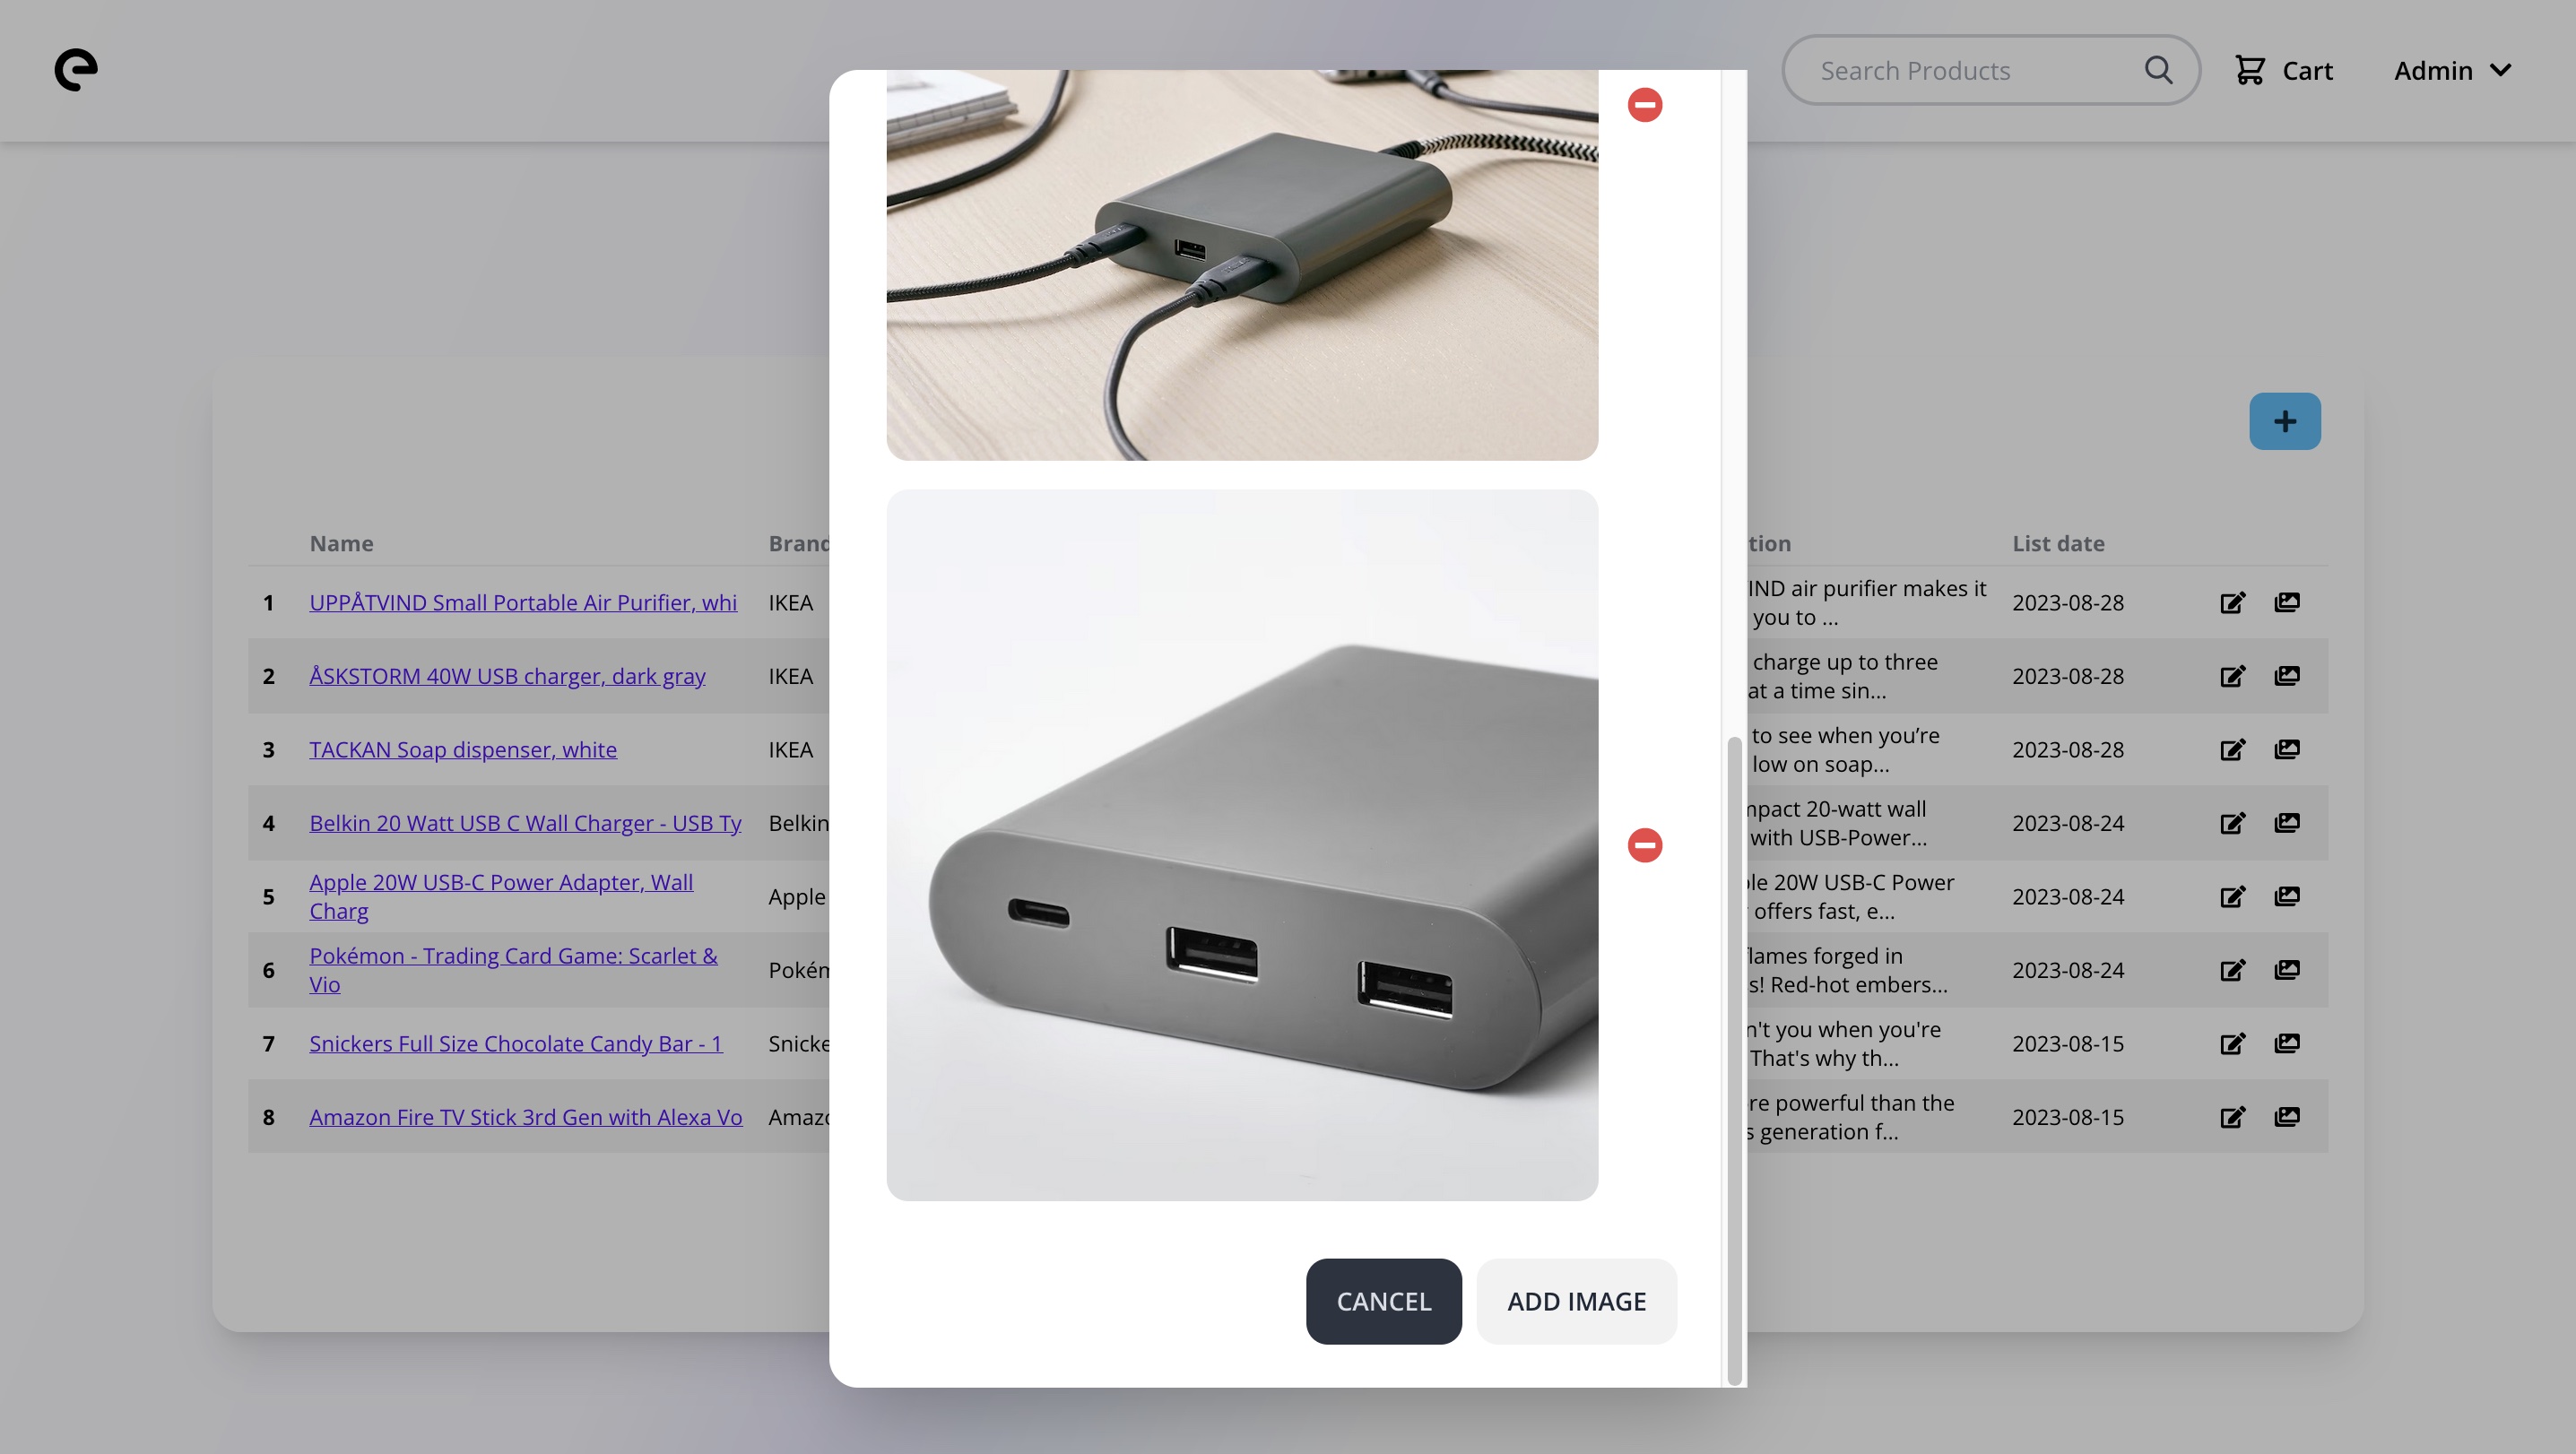 Search Products
Cart
Admin
Name Brand tion List date
1 UPPÅTVIND Small Portable Air Purifier, whi IKEA IND air purifier makes it 2023-08-28
you to ...
2 ÅSKSTORM 40W USB charger, dark gray IKEA charge up to three 2023-08-28
at a time sin...
3 TACKAN Soap dispenser, white IKEA to see when you’re 2023-08-28
low on soap...
4 Belkin 20 Watt USB C Wall Charger - USB Ty Belkin mpact 20-watt wall 2023-08-24
with USB-Power...
5 Apple 20W USB-C Power Adapter, Wall Apple le 20W USB-C Power 2023-08-24
Charg offers fast, e...
6 Pokémon - Trading Card Game: Scarlet & Pokém lames forged in 2023-08-24
Vio s! Red-hot embers...
7 Snickers Full Size Chocolate Candy Bar - 1 Snicke n't you when you're 2023-08-15
That's why th...
8 Amazon Fire TV Stick 3rd Gen with Alexa Vo Amazo re powerful than the 2023-08-15
s generation f...
CANCEL
ADD IMAGE